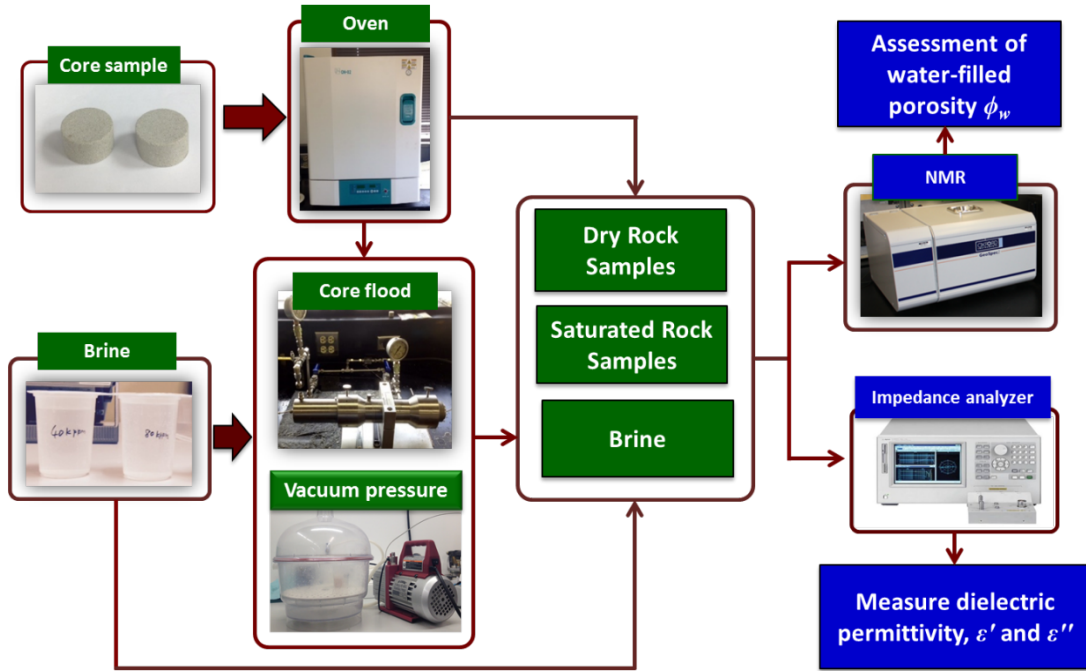 Oven
Core sample
Assessment of
water-filled
porosity ϕw
NMR
Dry Rock
Samples
Core flood
Saturated Rock
Samples
Brine
40kppm
80kppm
Impedance analyzer
Brine
Vacuum pressure
Measure dielectric
permittivity, ε′ and ε′′